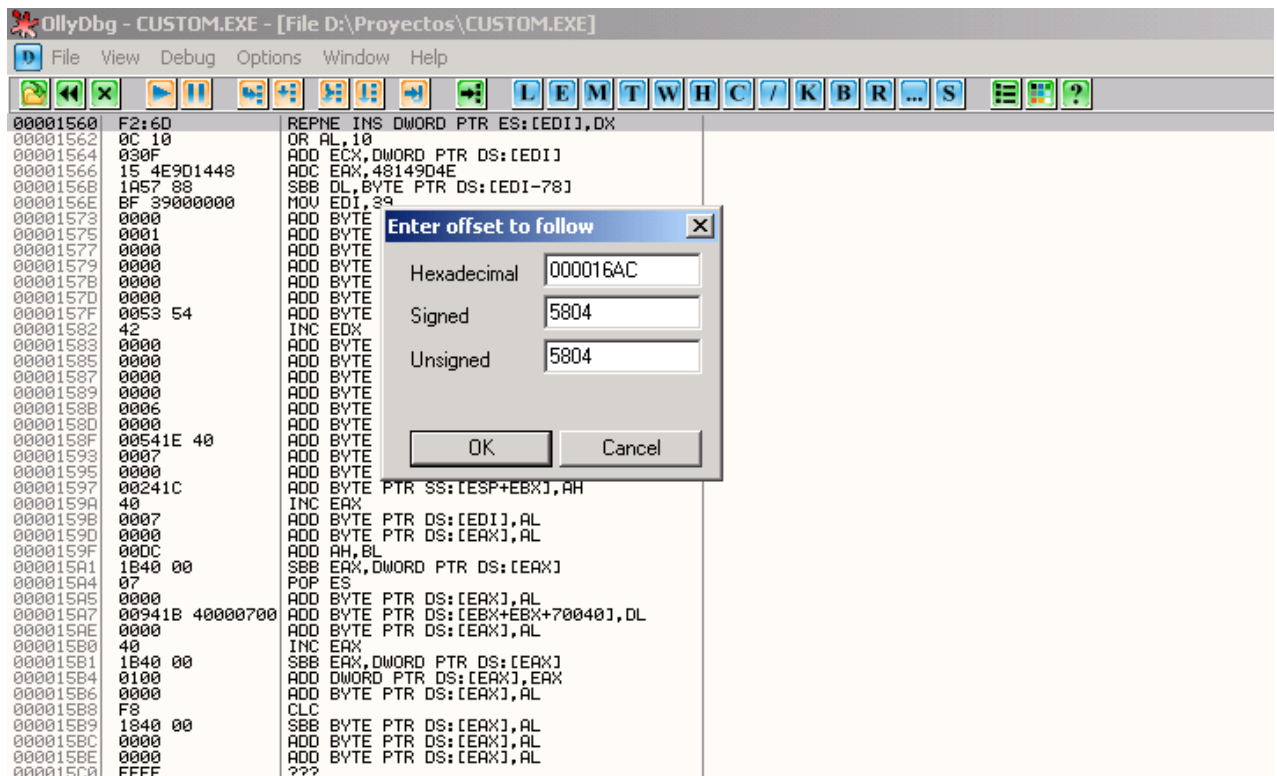 OllyDbg - CUSTOM.EXE - [File D:\Proyectos\CUSTOM.EXE]
D File View Debug Options Window Help
L E M T W H C / K B R ... S ?
00001560 F2:6D REPNE INS DWORD PTR ES:[EDI],DX
00001562 0C 10 OR AL,10
00001564 030F ADD ECX,DWORD PTR DS:[EDI]
00001566 15 4E9D1448 ADC EAX,48149D4E
0000156B 1A57 88 SBB DL,BYTE PTR DS:[EDI-78]
0000156E BF 39000000 MOV EDI,39
00001573 0000 ADD BYTE
00001575 0001 ADD BYTE
00001577 0000 ADD BYTE
00001579 0000 ADD BYTE
0000157B 0000 ADD BYTE
0000157D 0000 ADD BYTE
0000157F 0053 54 ADD BYTE
00001582 42 INC EDX
00001583 0000 ADD BYTE
00001585 0000 ADD BYTE
00001587 0000 ADD BYTE
00001589 0000 ADD BYTE
0000158B 0006 ADD BYTE
0000158D 0000 ADD BYTE
0000158F 00541E 40 ADD BYTE
00001593 0007 ADD BYTE
00001595 0000 ADD BYTE
00001597 00241C ADD BYTE PTR SS:[ESP+EBX],AH
0000159A 40 INC EAX
0000159B 0007 ADD BYTE PTR DS:[EDI],AL
0000159D 0000 ADD BYTE PTR DS:[EAX],AL
0000159F 00DC ADD AH,BL
000015A1 1B40 00 SBB EAX,DWORD PTR DS:[EAX]
000015A4 07 POP ES
000015A5 0000 ADD BYTE PTR DS:[EAX],AL
000015A7 00941B 40000700 ADD BYTE PTR DS:[EBX+EBX+70040],DL
000015AE 0000 ADD BYTE PTR DS:[EAX],AL
000015B0 40 INC EAX
000015B1 1B40 00 SBB EAX,DWORD PTR DS:[EAX]
000015B4 0100 ADD DWORD PTR DS:[EAX],EAX
000015B6 0000 ADD BYTE PTR DS:[EAX],AL
000015B8 F8 CLC
000015B9 1840 00 SBB BYTE PTR DS:[EAX],AL
000015BC 0000 ADD BYTE PTR DS:[EAX],AL
000015BE 0000 ADD BYTE PTR DS:[EAX],AL
000015C0 FFFF ???
Enter offset to follow
Hexadecimal 000016AC
Signed 5804
Unsigned 5804
OK Cancel